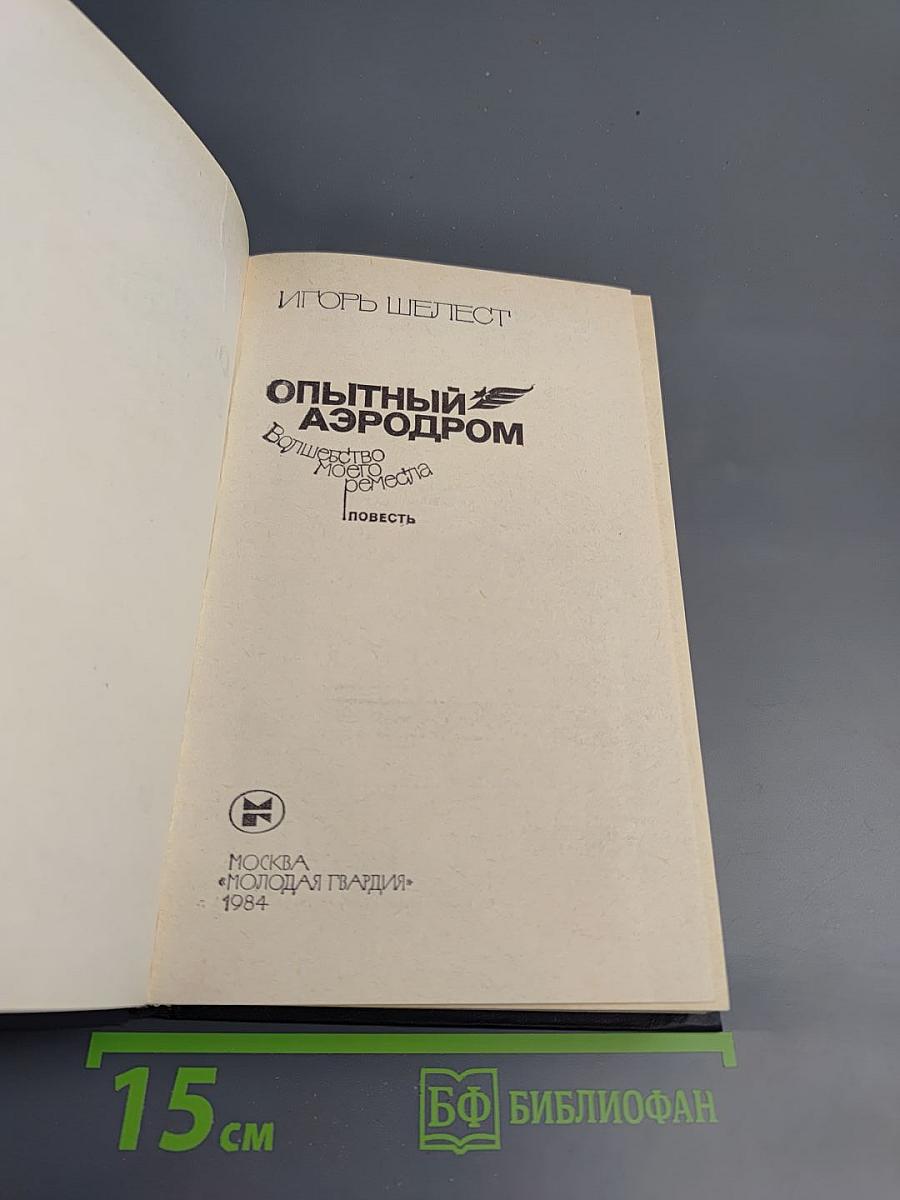 ИГОРЬ ШЕЛЕСТ
ОПЫТНЫЙ
АЭРОДРОМ
Волшебство
моего
ремесла
ПОВЕСТЬ
МОСКВА
«МОЛОДАЯ ГВАРДИЯ»
1984
15 см
БФ БИБЛИОФАН